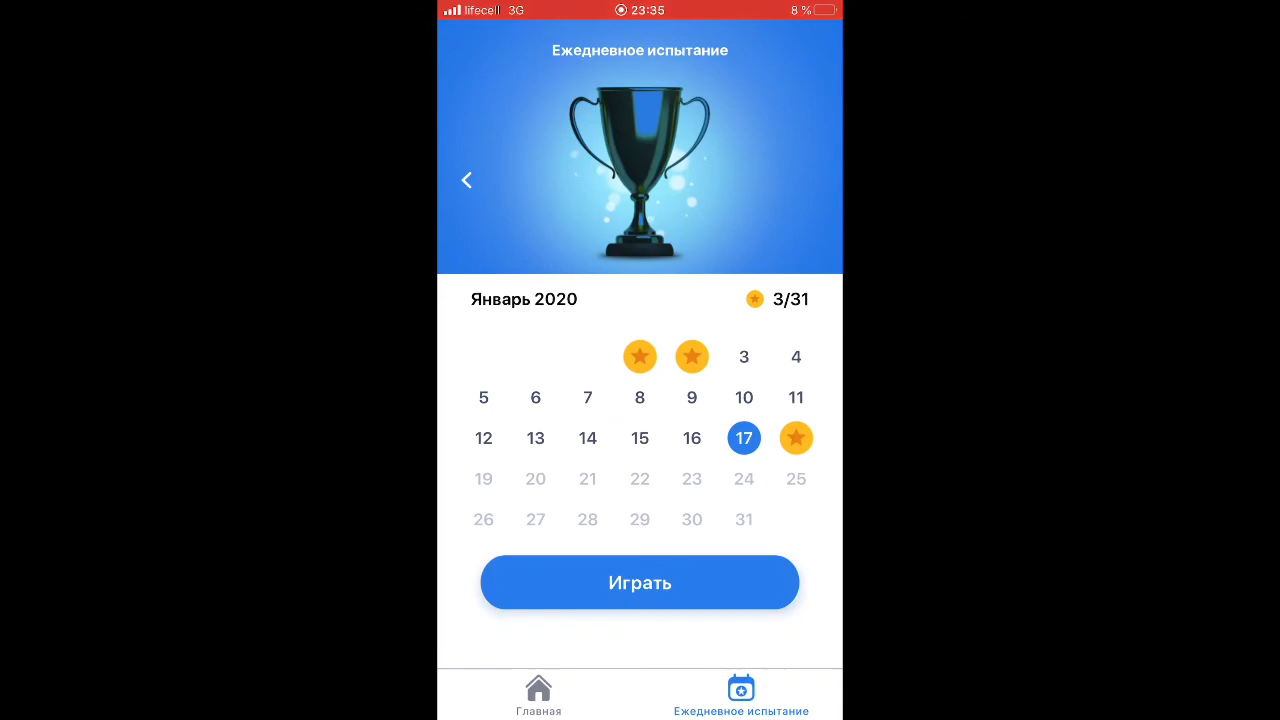 lifecell 3G 23:35 8 %
Ежедневное испытание
Январь 2020 3/31
3 4
5 6 7 8 9 10 11
12 13 14 15 16 17
19 20 21 22 23 24 25
26 27 28 29 30 31
Играть
Главная Ежедневное испытание